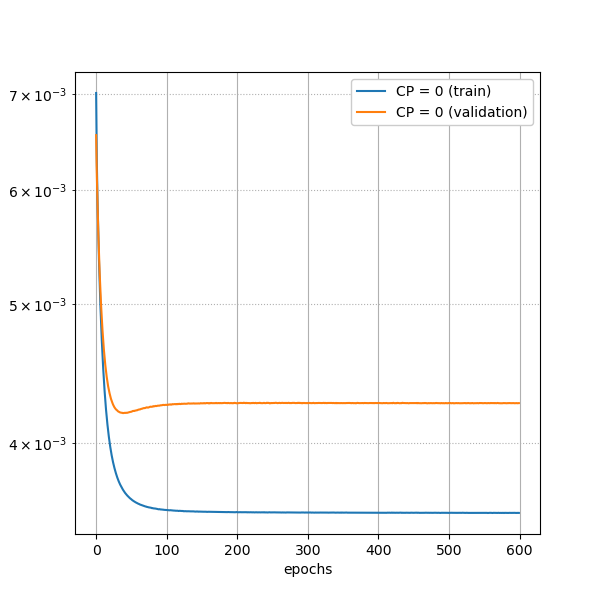 CP = 0 (train)
CP = 0 (validation)
7 × 10⁻³
6 × 10⁻³
5 × 10⁻³
4 × 10⁻³
0 100 200 300 400 500 600
epochs